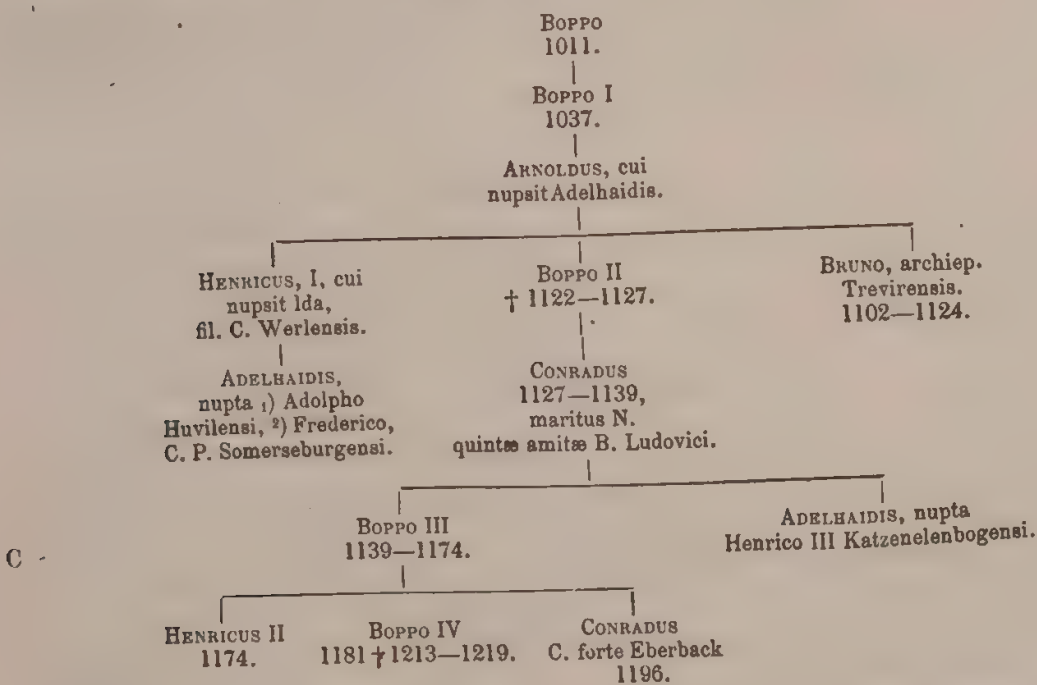 BOPPO
1011.
BOPPO I
1037.
ARNOLDUS, cui
nupsit Adelhaidis.
HENRICUS, I, cui
nupsit Ida,
fil. C. Werlensis.
BOPPO II
† 1122—1127.
BRUNO, archiep.
Trevirensis.
1102—1124.
ADELHAIDIS,
nupta 1) Adolpho
Huvilensi, 2) Frederico,
C. P. Somerseburgensi.
CONRADUS
1127—1139,
maritus N.
quintæ amitæ B. Ludovici.
BOPPO III
1139—1174.
ADELHAIDIS, nupta
Henrico III Katzenelenbogensi.
C -
HENRICUS II
1174.
BOPPO IV
1181 † 1213—1219.
CONRADUS
C. forte Eberback
1196.